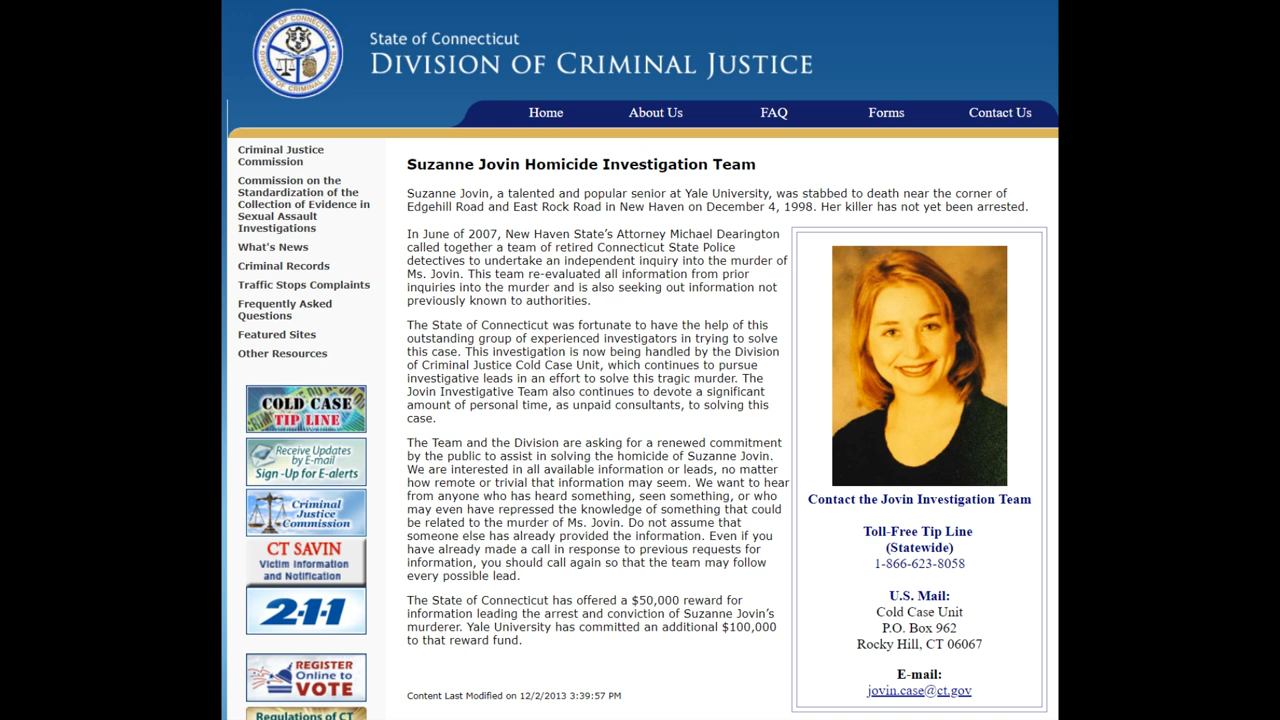 STATE OF CONNECTICUT
DIVISION OF CRIMINAL JUSTICE
State of Connecticut
DIVISION OF CRIMINAL JUSTICE
Home About Us FAQ Forms Contact Us
Criminal Justice
Commission
Commission on the
Standardization of the
Collection of Evidence in
Sexual Assault
Investigations
What's News
Criminal Records
Traffic Stops Complaints
Frequently Asked
Questions
Featured Sites
Other Resources
COLD CASE
TIP LINE
Receive Updates
by E-mail
Sign -Up for E-alerts
Criminal
Justice
Commission
CT SAVIN
Victim Information
and Notification
2-1-1
REGISTER
Online to
VOTE
Regulations of CT
Suzanne Jovin Homicide Investigation Team
Suzanne Jovin, a talented and popular senior at Yale University, was stabbed to death near the corner of
Edgehill Road and East Rock Road in New Haven on December 4, 1998. Her killer has not yet been arrested.
In June of 2007, New Haven State's Attorney Michael Dearington
called together a team of retired Connecticut State Police
detectives to undertake an independent inquiry into the murder of
Ms. Jovin. This team re-evaluated all information from prior
inquiries into the murder and is also seeking out information not
previously known to authorities.
The State of Connecticut was fortunate to have the help of this
outstanding group of experienced investigators in trying to solve
this case. This investigation is now being handled by the Division
of Criminal Justice Cold Case Unit, which continues to pursue
investigative leads in an effort to solve this tragic murder. The
Jovin Investigative Team also continues to devote a significant
amount of personal time, as unpaid consultants, to solving this
case.
The Team and the Division are asking for a renewed commitment
by the public to assist in solving the homicide of Suzanne Jovin.
We are interested in all available information or leads, no matter
how remote or trivial that information may seem. We want to hear
from anyone who has heard something, seen something, or who
may even have repressed the knowledge of something that could
be related to the murder of Ms. Jovin. Do not assume that
someone else has already provided the information. Even if you
have already made a call in response to previous requests for
information, you should call again so that the team may follow
every possible lead.
The State of Connecticut has offered a $50,000 reward for
information leading the arrest and conviction of Suzanne Jovin's
murderer. Yale University has committed an additional $100,000
to that reward fund.
Content Last Modified on 12/2/2013 3:39:57 PM
Contact the Jovin Investigation Team
Toll-Free Tip Line
(Statewide)
1-866-623-8058
U.S. Mail:
Cold Case Unit
P.O. Box 962
Rocky Hill, CT 06067
E-mail:
jovin.case@ct.gov